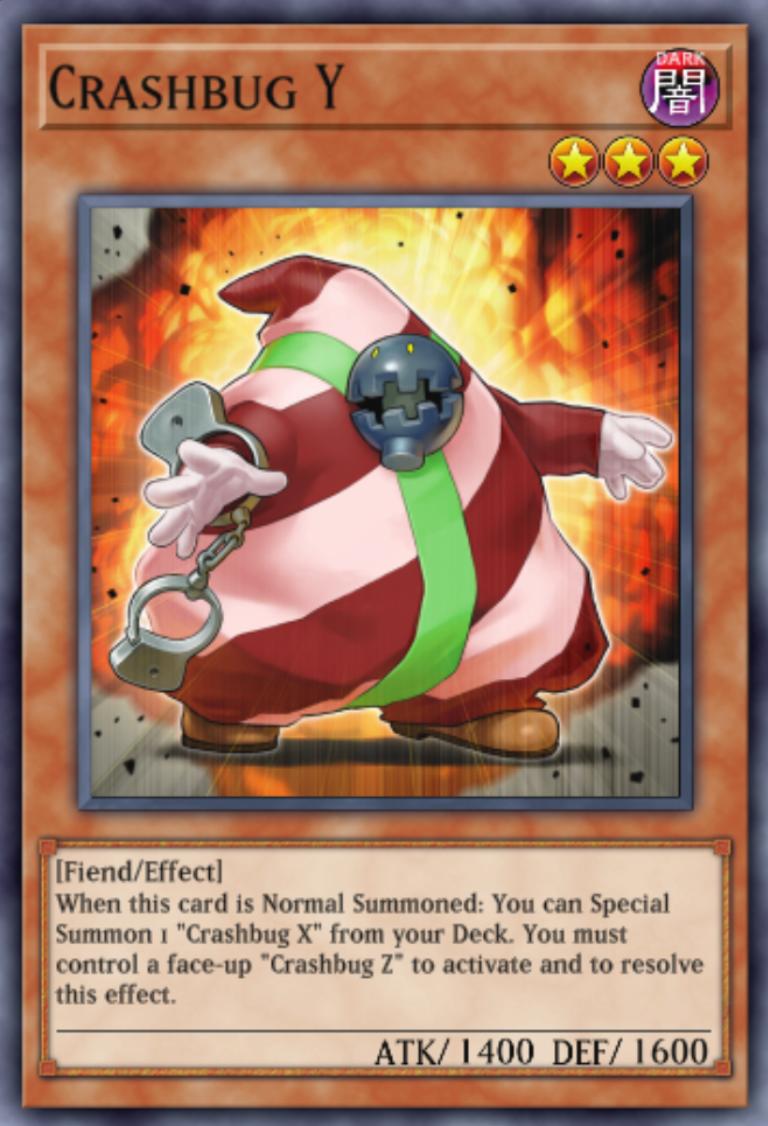 Crashbug Y
DARK
闇
[Fiend/Effect]
When this card is Normal Summoned: You can Special
Summon 1 "Crashbug X" from your Deck. You must
control a face-up "Crashbug Z" to activate and to resolve
this effect.
ATK/ 1400 DEF/ 1600